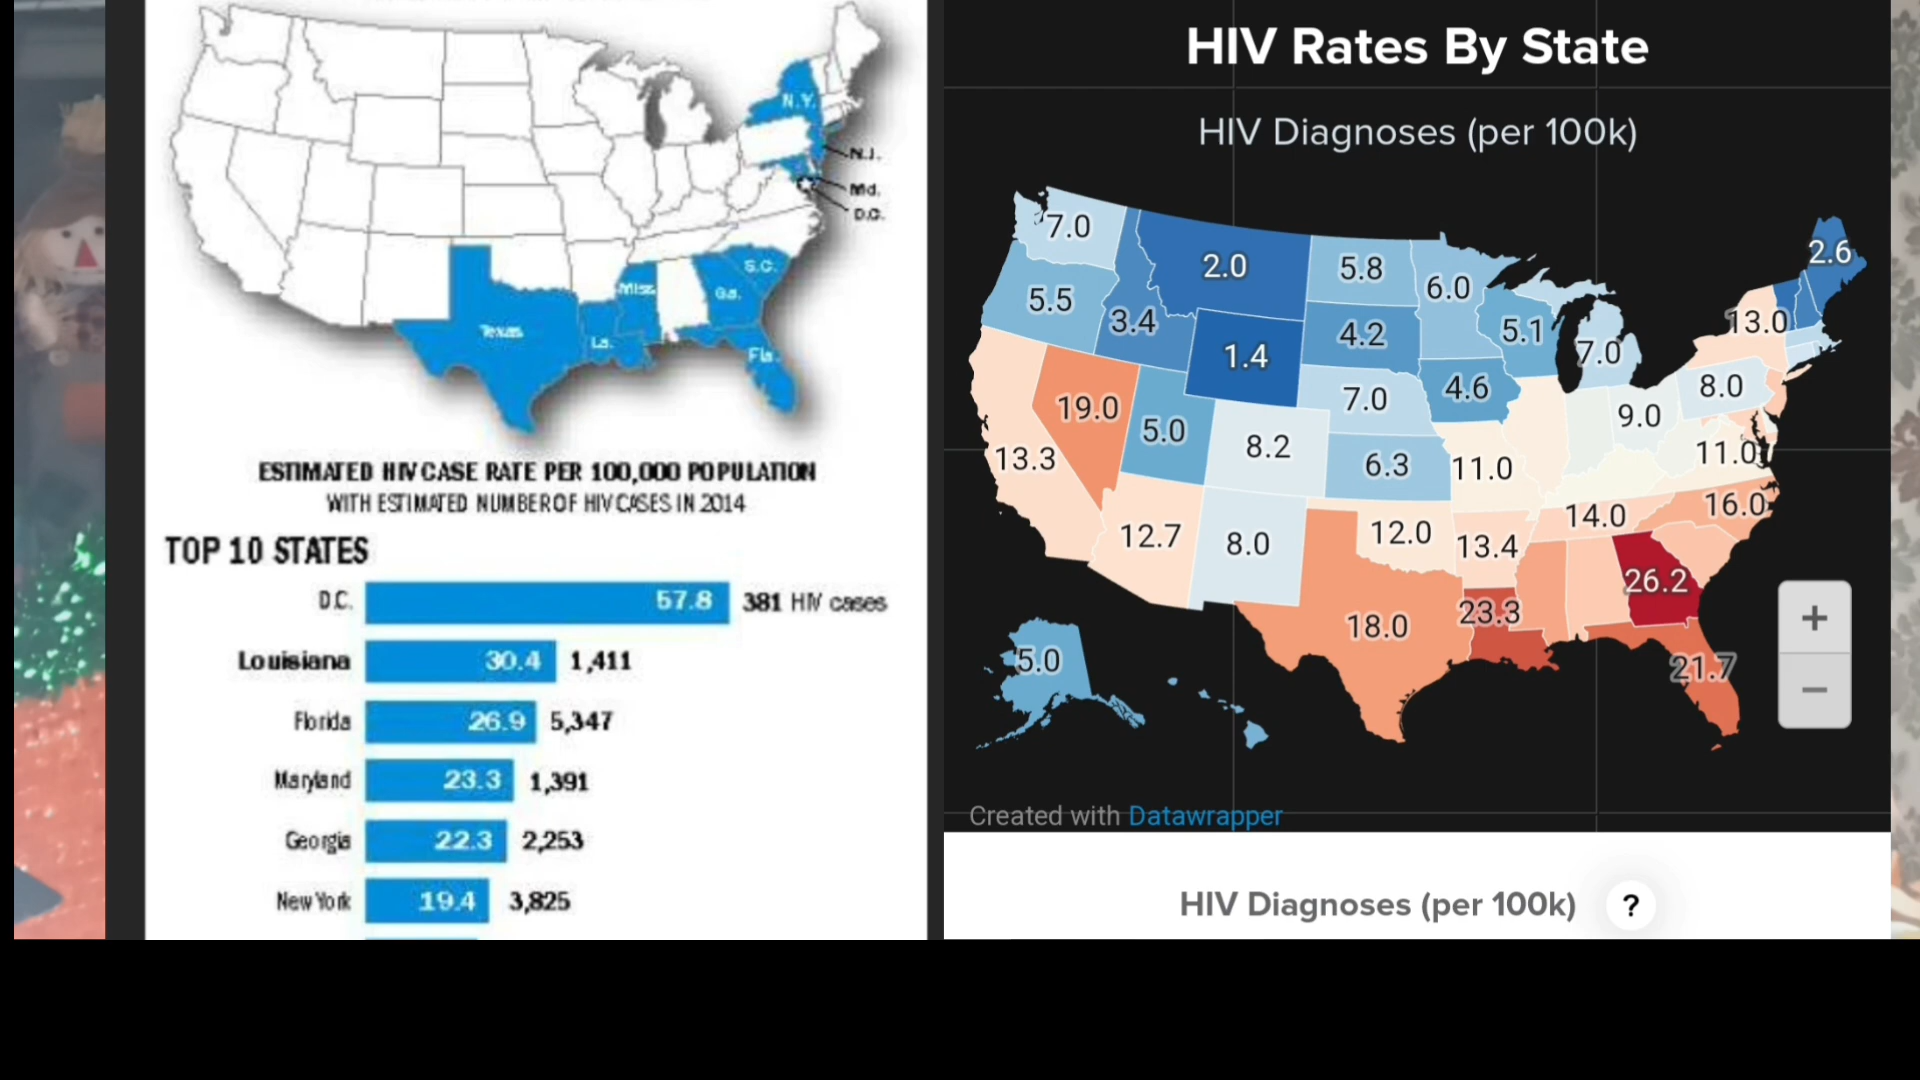 N.Y.
N.J.
Md.
D.C.
S.C.
Miss.
Ga.
Texas
La.
Fla.
ESTIMATED HIV CASE RATE PER 100,000 POPULATION
WITH ESTIMATED NUMBER OF HIV CASES IN 2014
TOP 10 STATES
D.C. 57.8 381 HIV cases
Louisiana 30.4 1,411
Florida 26.9 5,347
Maryland 23.3 1,391
Georgia 22.3 2,253
New York 19.4 3,825
HIV Rates By State
HIV Diagnoses (per 100k)
7.0
2.0
5.8
6.0
2.6
5.5
3.4
4.2
5.1
13.0
1.4
7.0
19.0
7.0
4.6
8.0
5.0
9.0
13.3
8.2
6.3
11.0
11.0
12.7
8.0
12.0
13.4
14.0
16.0
18.0
23.3
26.2
5.0
21.7
+
−
Created with Datawrapper
HIV Diagnoses (per 100k) ?